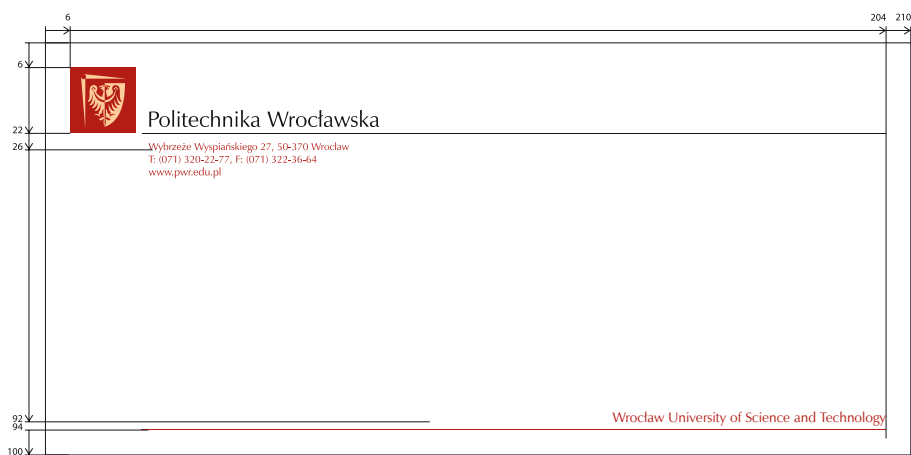 6
204 210
6
Politechnika Wrocławska
22
26
Wybrzeże Wyspiańskiego 27, 50-370 Wrocław
T: (071) 320-22-77, F: (071) 322-36-64
www.pwr.edu.pl
92
Wrocław University of Science and Technology
94
100